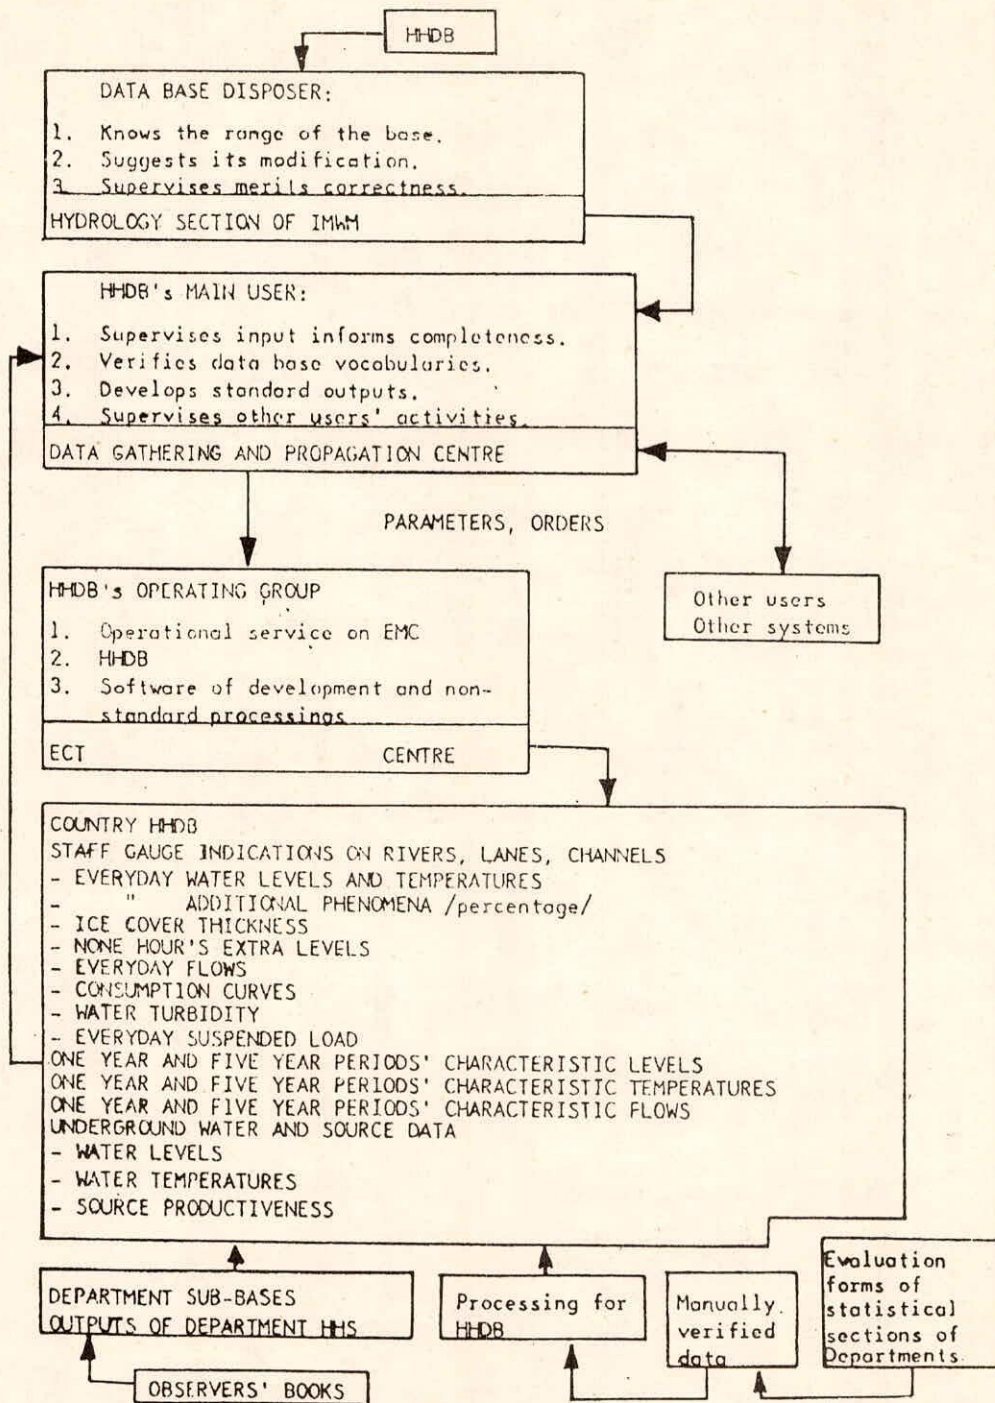 HHDB
DATA BASE DISPOSER:
1. Knows the range of the base.
2. Suggests its modification.
3. Supervises merits correctness.
HYDROLOGY SECTION OF IMWM
HHDB's MAIN USER:
1. Supervises input informs completeness.
2. Verifies data base vocabularies.
3. Develops standard outputs.
4. Supervises other users' activities.
DATA GATHERING AND PROPAGATION CENTRE
PARAMETERS, ORDERS
HHDB's OPERATING GROUP
1. Operational service on EMC
2. HHDB
3. Software of development and non-
standard processings
ECT CENTRE
Other users
Other systems
COUNTRY HHDB
STAFF GAUGE INDICATIONS ON RIVERS, LANES, CHANNELS
- EVERYDAY WATER LEVELS AND TEMPERATURES
- " ADDITIONAL PHENOMENA /percentage/
- ICE COVER THICKNESS
- NONE HOUR'S EXTRA LEVELS
- EVERYDAY FLOWS
- CONSUMPTION CURVES
- WATER TURBIDITY
- EVERYDAY SUSPENDED LOAD
ONE YEAR AND FIVE YEAR PERIODS' CHARACTERISTIC LEVELS
ONE YEAR AND FIVE YEAR PERIODS' CHARACTERISTIC TEMPERATURES
ONE YEAR AND FIVE YEAR PERIODS' CHARACTERISTIC FLOWS
UNDERGROUND WATER AND SOURCE DATA
- WATER LEVELS
- WATER TEMPERATURES
- SOURCE PRODUCTIVENESS
DEPARTMENT SUB-BASES
OUTPUTS OF DEPARTMENT HHS
OBSERVERS' BOOKS
Processing for
HHDB
Manually.
verified
data
Evaluation
forms of
statistical
sections of
Departments.